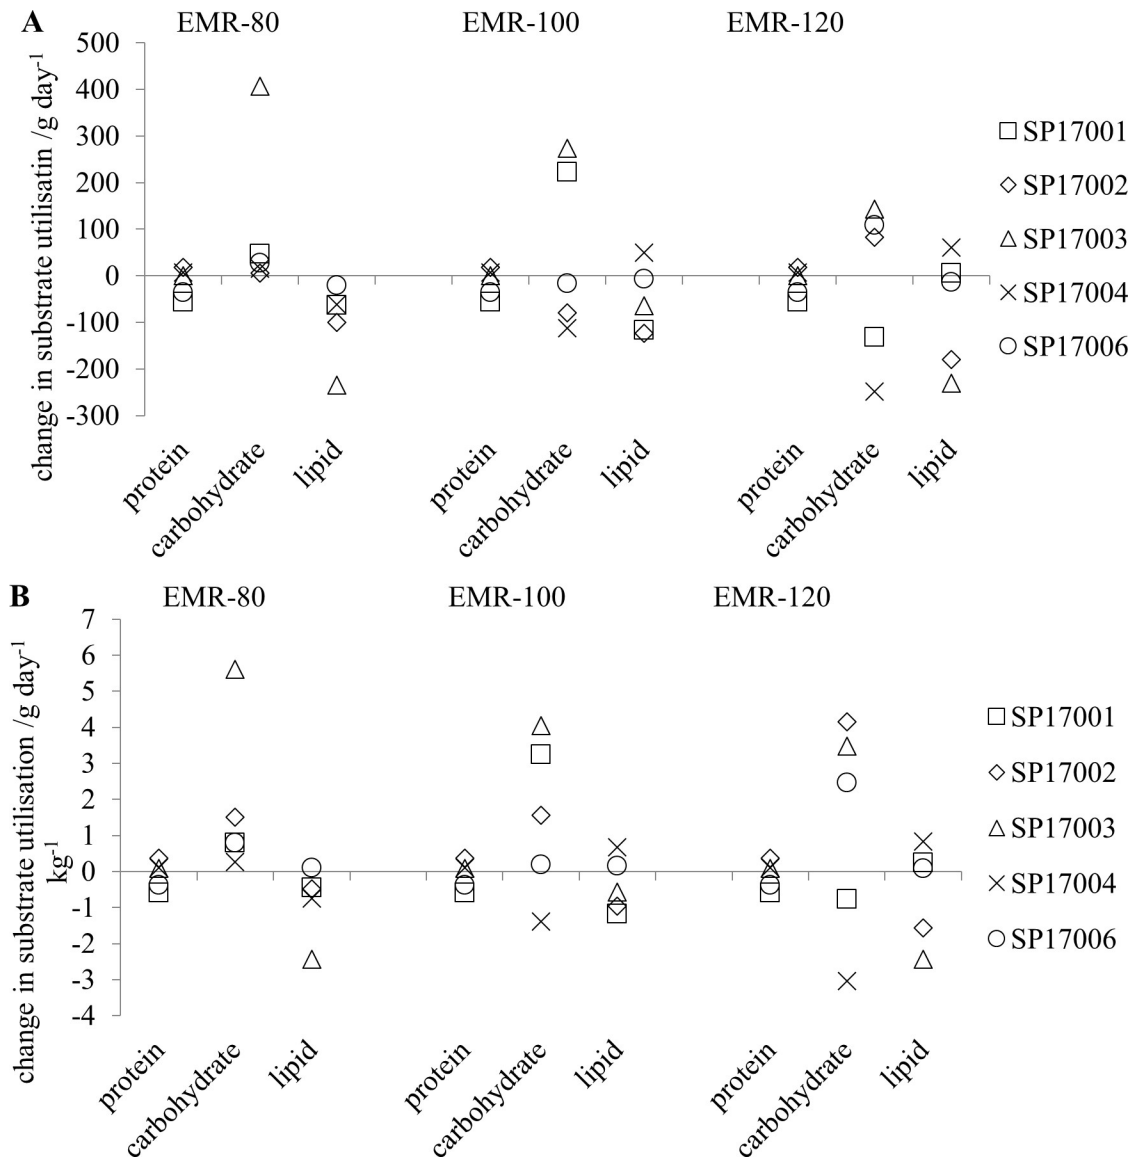 A
EMR-80
EMR-100
EMR-120
change in substrate utilisatin /g day-1
500
400
300
200
100
0
-100
-200
-300
protein
carbohydrate
lipid
protein
carbohydrate
lipid
protein
carbohydrate
lipid
SP17001
SP17002
SP17003
SP17004
SP17006
B
EMR-80
EMR-100
EMR-120
change in substrate utilisation /g day-1
kg-1
7
6
5
4
3
2
1
0
-1
-2
-3
-4
protein
carbohydrate
lipid
protein
carbohydrate
lipid
protein
carbohydrate
lipid
SP17001
SP17002
SP17003
SP17004
SP17006